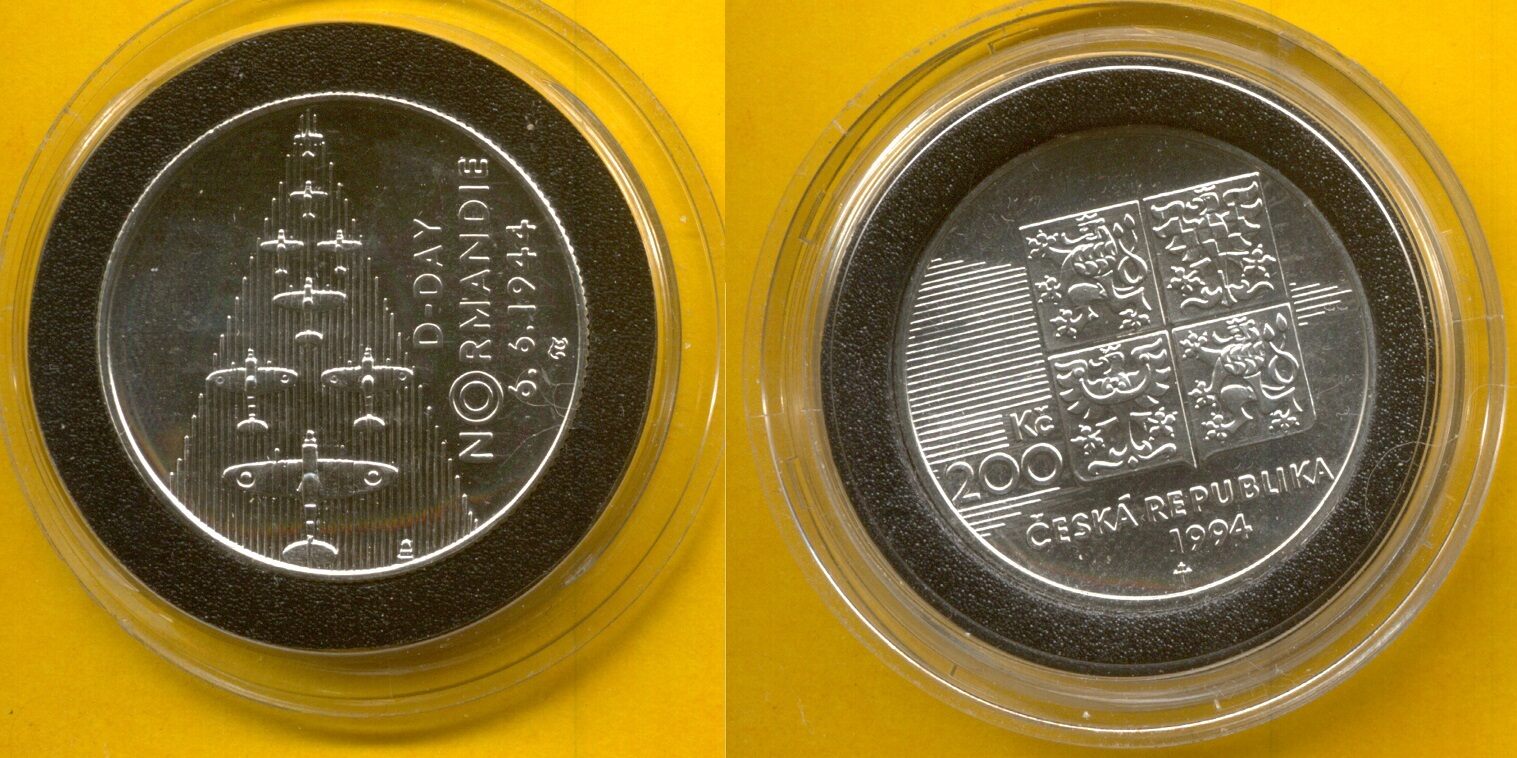 D-DAY
NORMANDIE
6.6.1944
Kč
200
ČESKÁ REPUBLIKA
1994